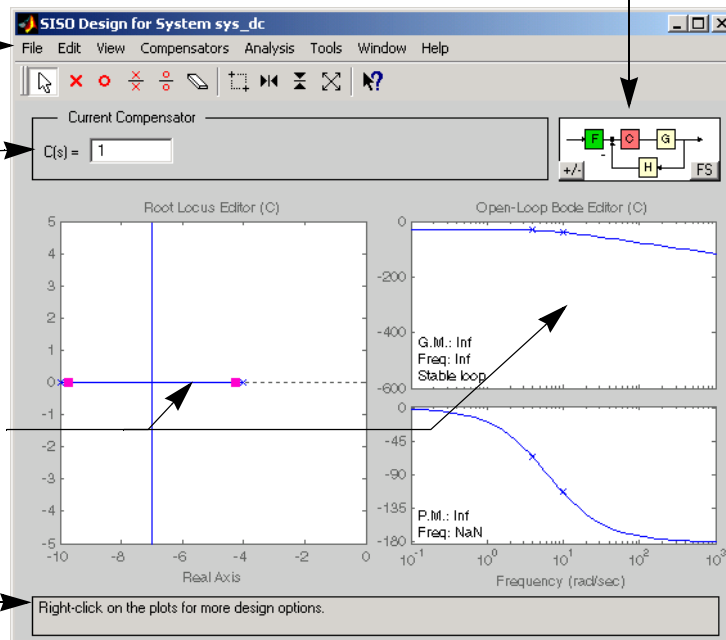 SISO Design for System sys_dc
File Edit View Compensators Analysis Tools Window Help
Current Compensator
C(s) = 1
F C G
H
+/- FS
Root Locus Editor (C)
5
4
3
2
1
0
-1
-2
-3
-4
-5
-10 -8 -6 -4 -2 0
Real Axis
Open-Loop Bode Editor (C)
0
-200
-400
-600
G.M.: Inf
Freq: Inf
Stable loop
0
-45
-90
-135
-180
P.M.: Inf
Freq: NaN
10^-1 10^0 10^1 10^2 10^3
Frequency (rad/sec)
Right-click on the plots for more design options.